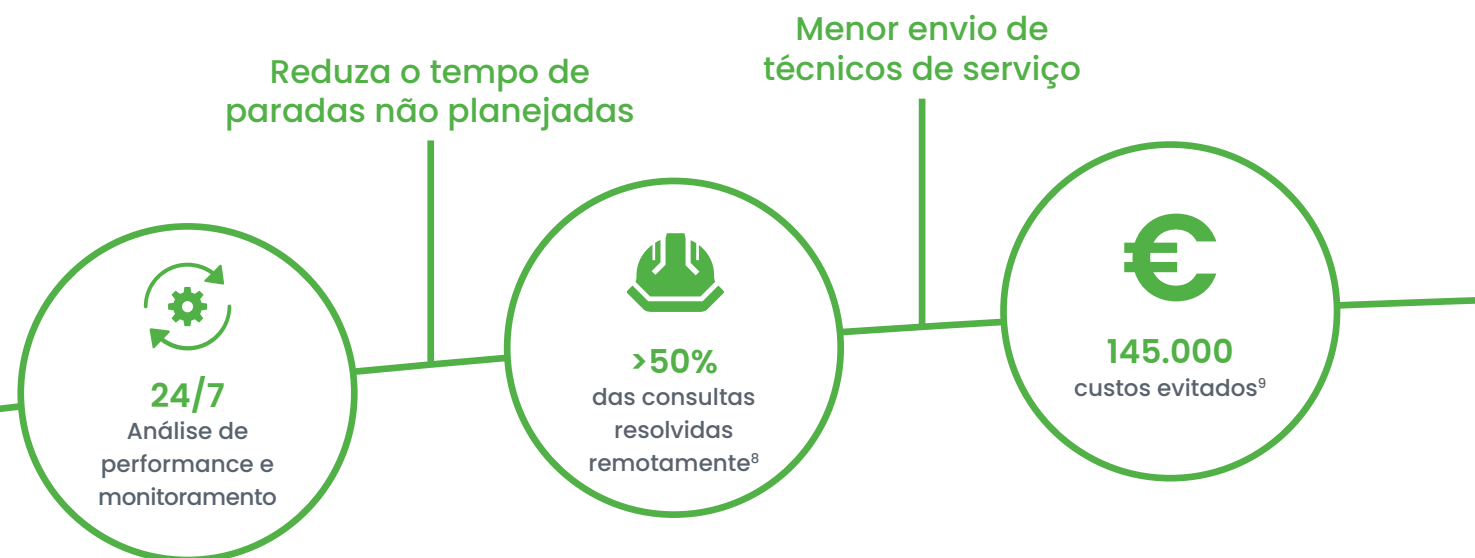 Menor envio de
técnicos de serviço
Reduza o tempo de
paradas não planejadas
24/7
Análise de
performance e
monitoramento
>50%
das consultas
resolvidas
remotamente⁸
€
145.000
custos evitados⁹